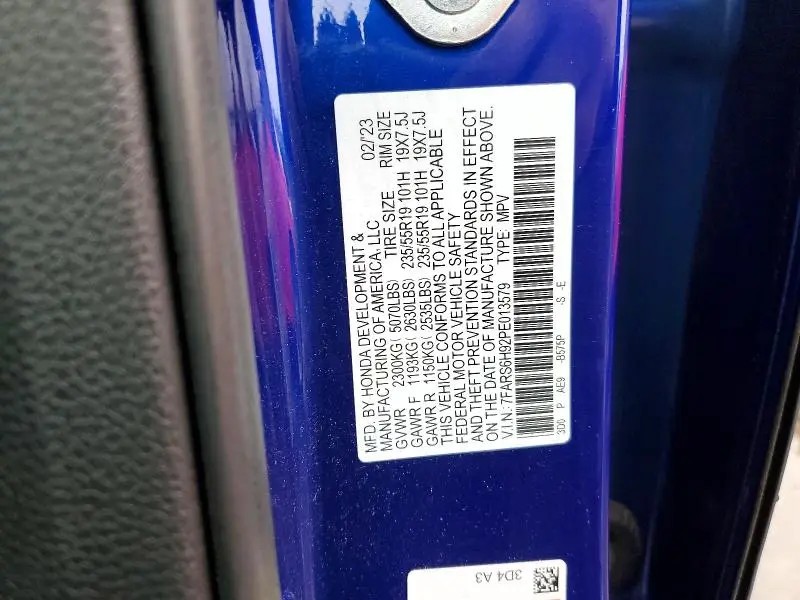 MFD. BY HONDA DEVELOPMENT &
MANUFACTURING OF AMERICA, LLC 02/'23
GVWR 2300KG( 5070LBS) TIRE SIZE RIM SIZE
GAWR F 1193KG( 2630LBS) 235/55R19 101H 19X7.5J
GAWR R 1150KG( 2535LBS) 235/55R19 101H 19X7.5J
THIS VEHICLE CONFORMS TO ALL APPLICABLE
FEDERAL MOTOR VEHICLE SAFETY
AND THEFT PREVENTION STANDARDS IN EFFECT
ON THE DATE OF MANUFACTURE SHOWN ABOVE.
V.I.N.: 7FARS6H92PE013579 TYPE: MPV
3D0 P AE9 -B575P -S -E
3D4 A3